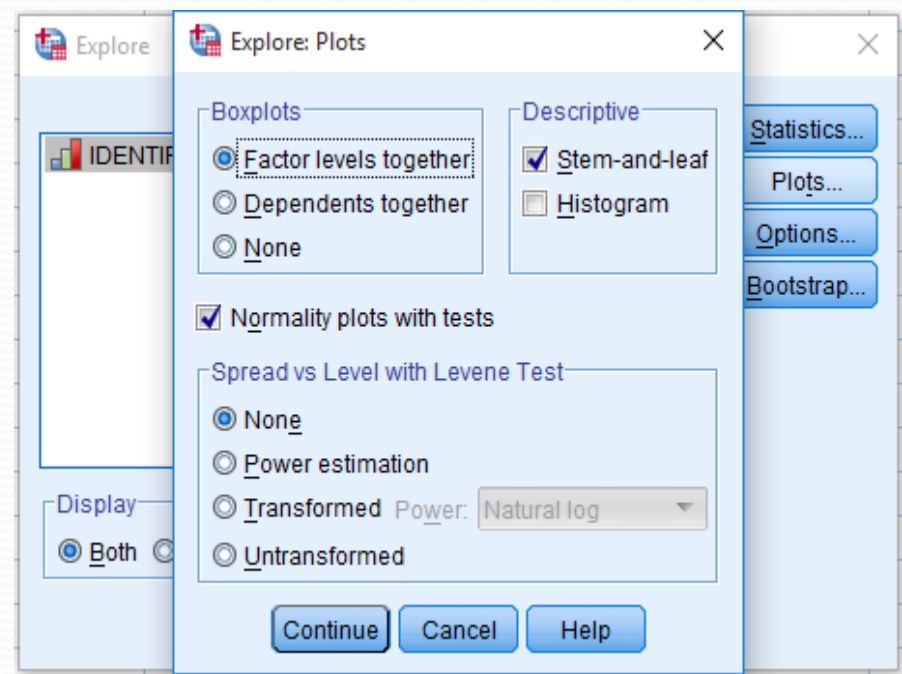 Explore
Explore: Plots
IDENTIF
Boxplots
Factor levels together
Dependents together
None
Descriptive
Stem-and-leaf
Histogram
Normality plots with tests
Spread vs Level with Levene Test
None
Power estimation
Transformed Power: Natural log
Untransformed
Continue Cancel Help
Display
Both
Statistics...
Plots...
Options...
Bootstrap...